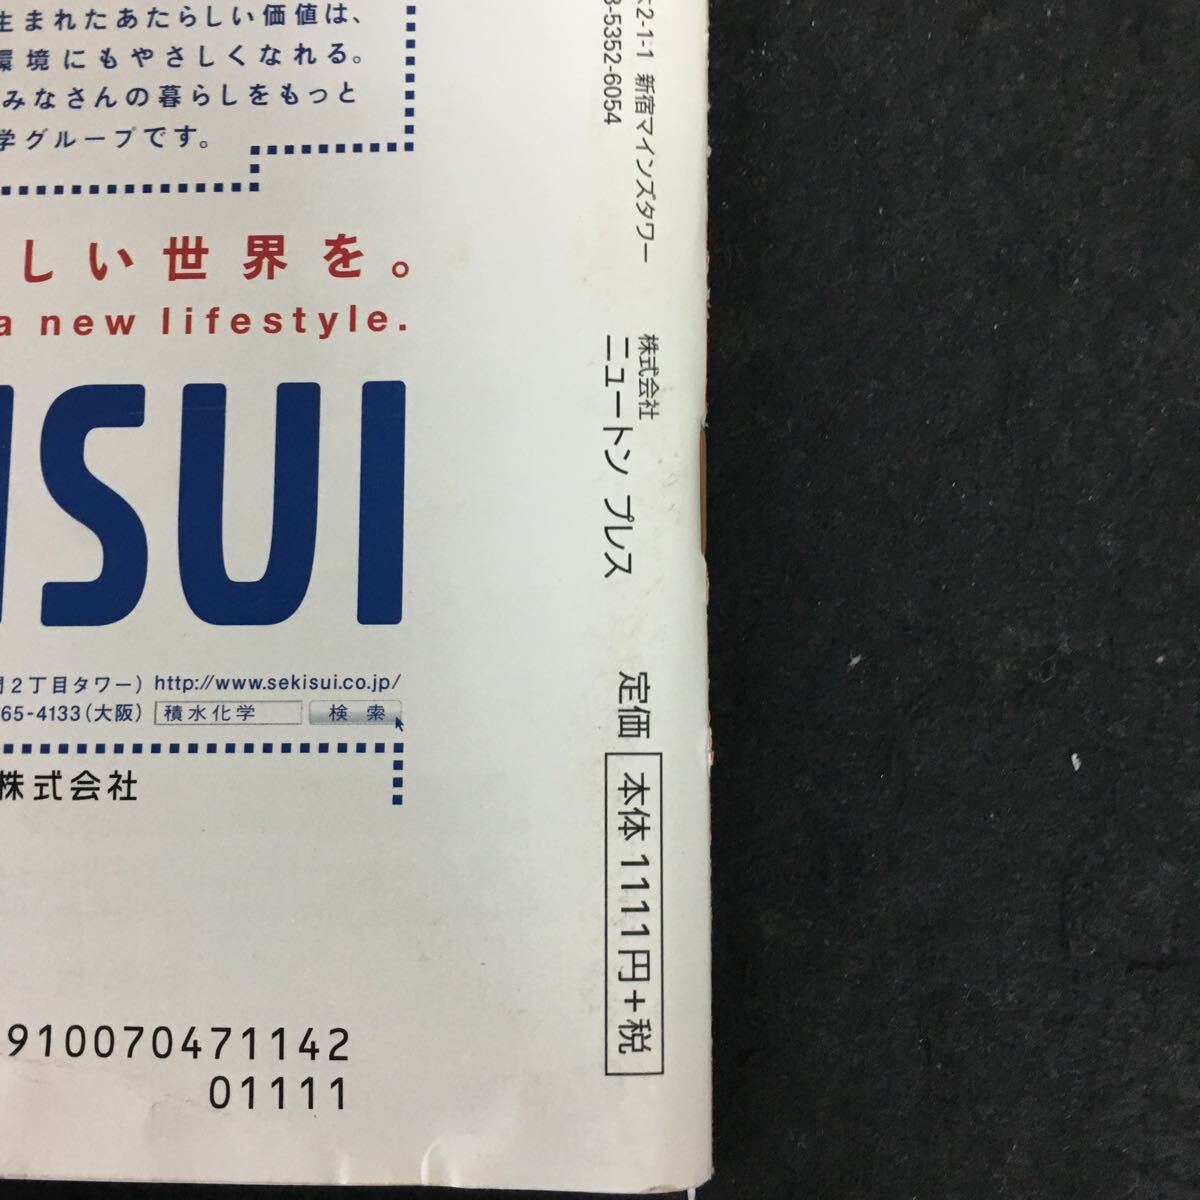 生まれたあたらしい価値は、
環境にもやさしくなれる。
みなさんの暮らしをもっと
学グループです。
しい世界を。
a new lifestyle.
ISUI
２丁目タワー) http://www.sekisui.co.jp/
65-4133(大阪) 積水化学 検索
株式会社
910070471142
01111
2-1-1 新宿マインズタワー
3-5352-6054
株式会社
ニュートン プレス
定価 本体1111円+税